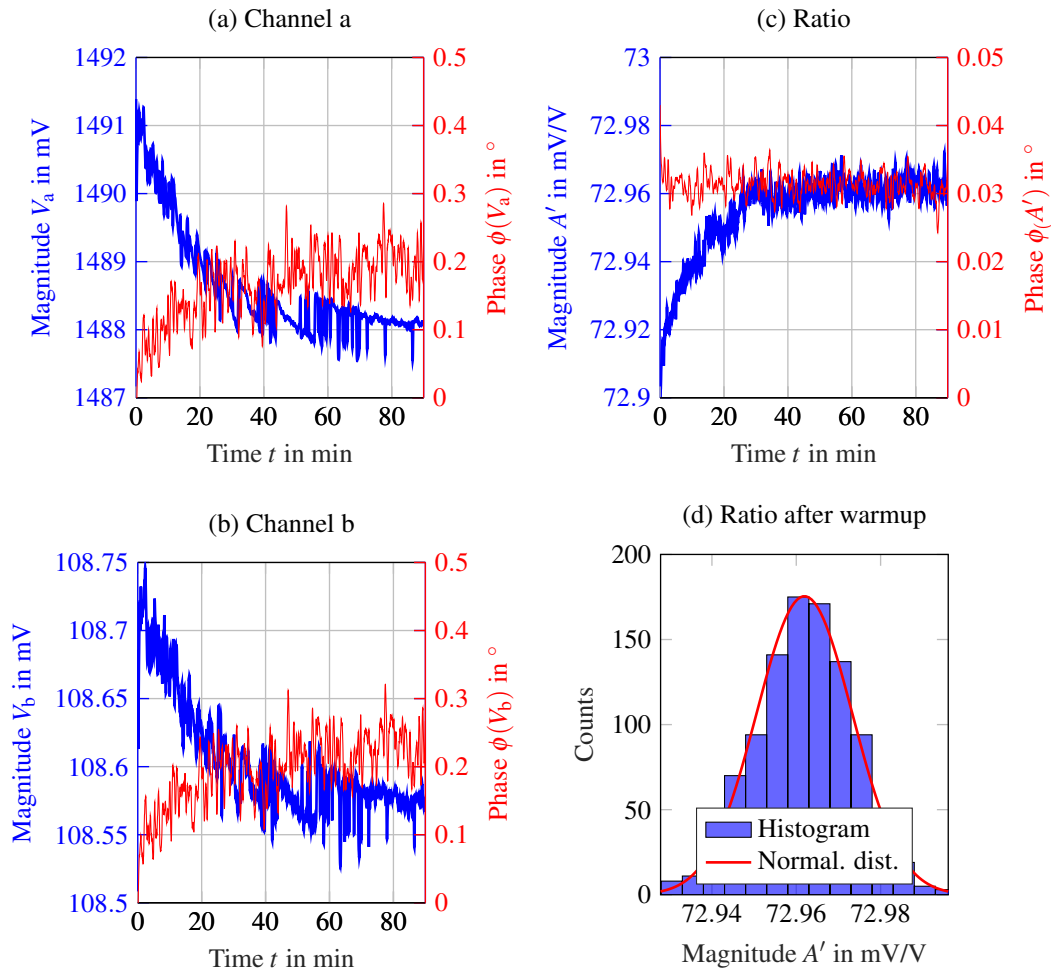 (a) Channel a
1492
1491
1490
1489
1488
1487
Magnitude Va in mV
0.5
0.4
0.3
0.2
0.1
0
Phase ϕ(Va) in °
0 20 40 60 80
Time t in min
(c) Ratio
73
72.98
72.96
72.94
72.92
72.9
Magnitude A′ in mV/V
0.05
0.04
0.03
0.02
0.01
0
Phase ϕ(A′) in °
0 20 40 60 80
Time t in min
(b) Channel b
108.75
108.7
108.65
108.6
108.55
108.5
Magnitude Vb in mV
0.5
0.4
0.3
0.2
0.1
0
Phase ϕ(Vb) in °
0 20 40 60 80
Time t in min
(d) Ratio after warmup
200
150
100
50
0
Counts
Histogram
Normal. dist.
72.94 72.96 72.98
Magnitude A′ in mV/V